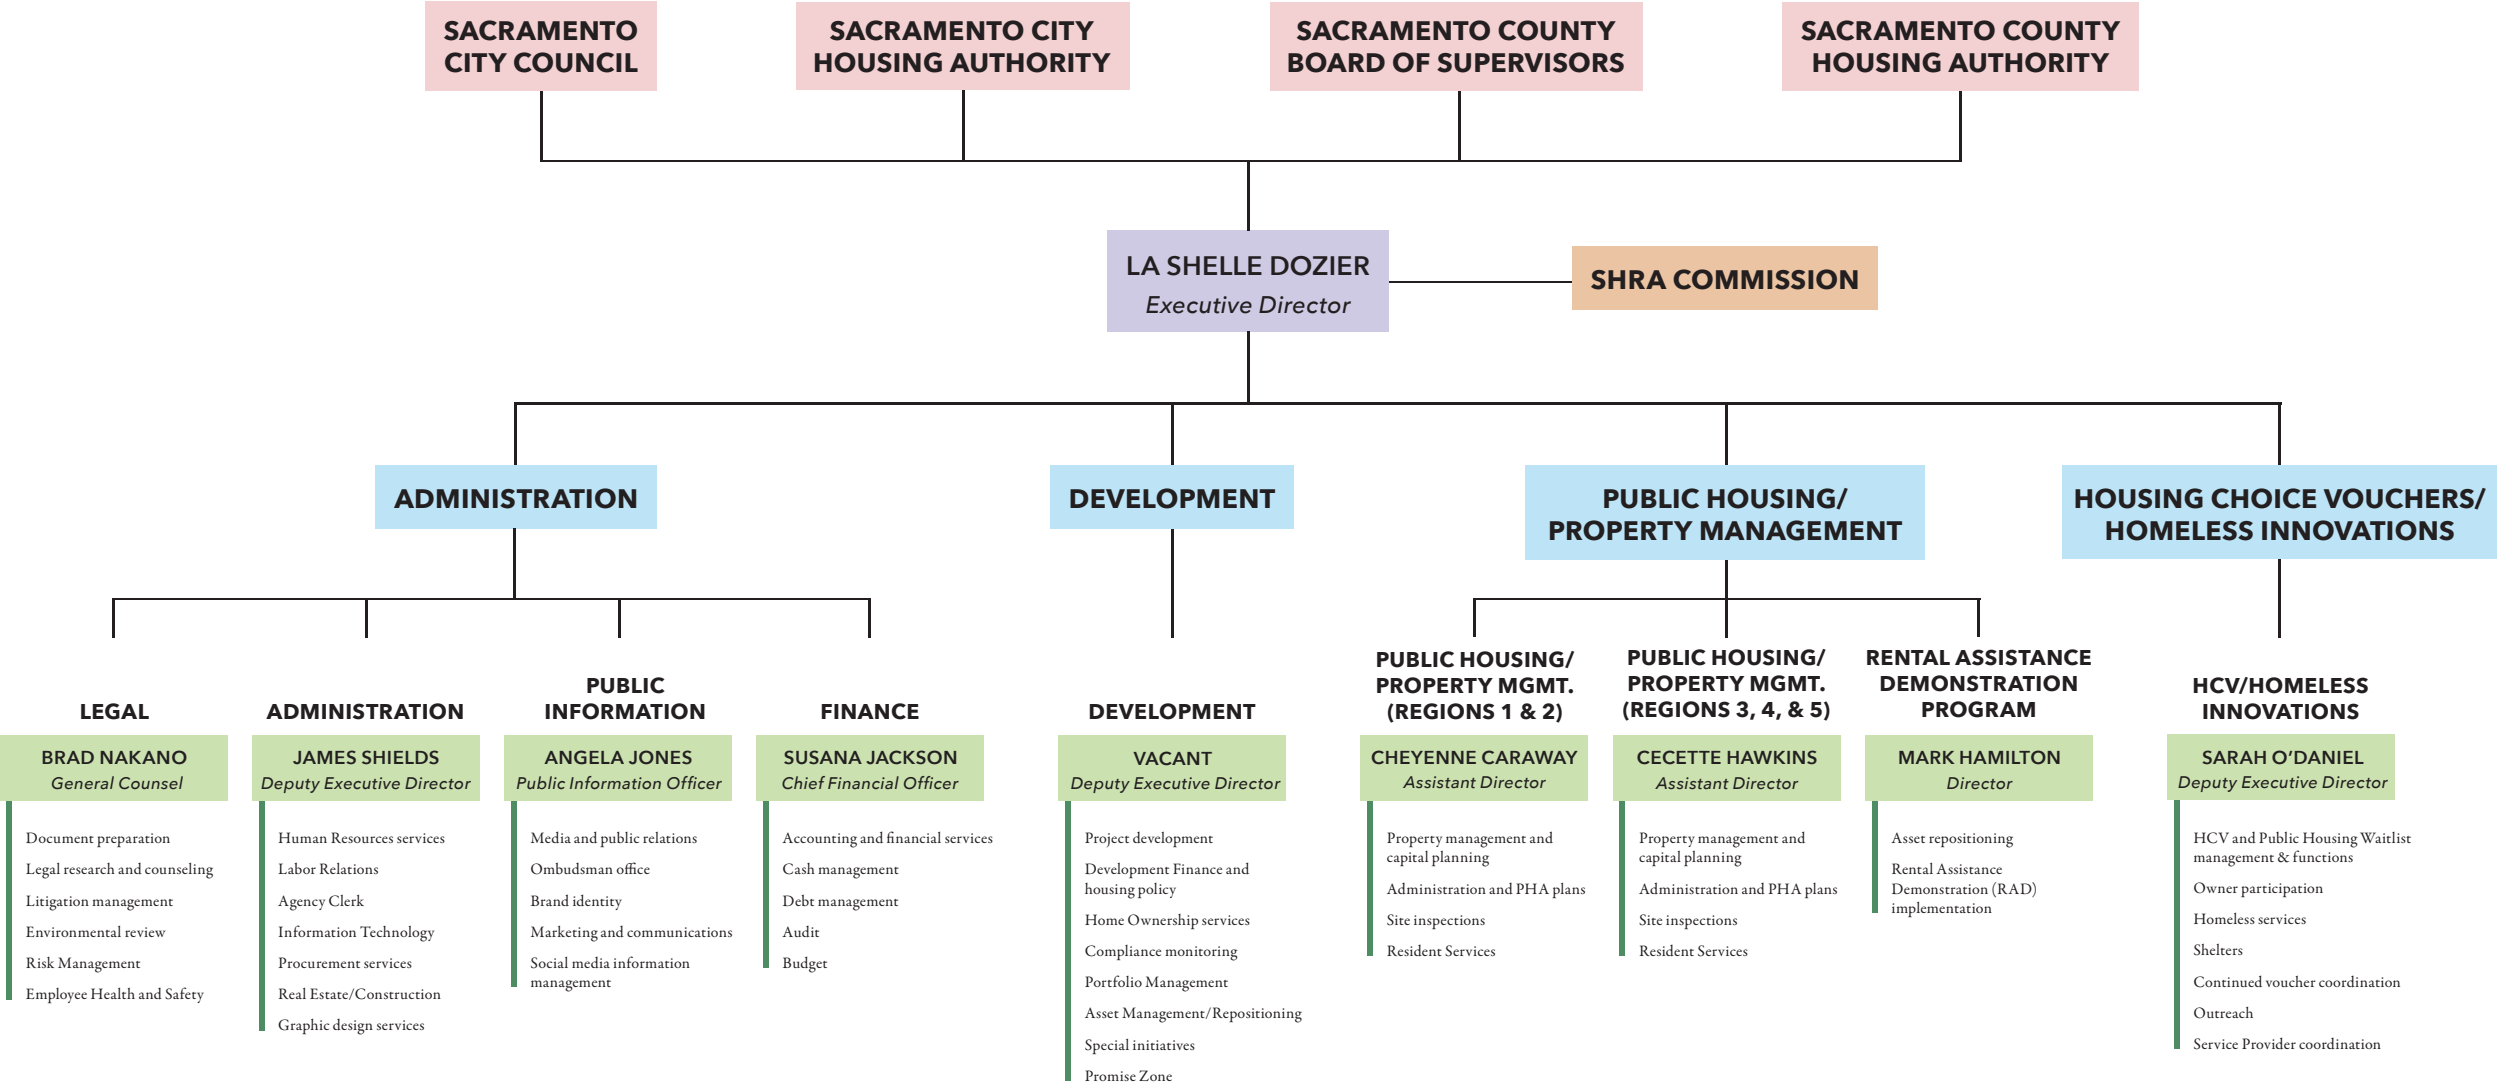 SACRAMENTO
CITY COUNCIL
SACRAMENTO CITY
HOUSING AUTHORITY
SACRAMENTO COUNTY
BOARD OF SUPERVISORS
SACRAMENTO COUNTY
HOUSING AUTHORITY
LA SHELLE DOZIER
Executive Director
SHRA COMMISSION
ADMINISTRATION
DEVELOPMENT
PUBLIC HOUSING/
PROPERTY MANAGEMENT
HOUSING CHOICE VOUCHERS/
HOMELESS INNOVATIONS
LEGAL
BRAD NAKANO
General Counsel
Document preparation
Legal research and counseling
Litigation management
Environmental review
Risk Management
Employee Health and Safety
ADMINISTRATION
JAMES SHIELDS
Deputy Executive Director
Human Resources services
Labor Relations
Agency Clerk
Information Technology
Procurement services
Real Estate/Construction
Graphic design services
PUBLIC
INFORMATION
ANGELA JONES
Public Information Officer
Media and public relations
Ombudsman office
Brand identity
Marketing and communications
Social media information
management
FINANCE
SUSANA JACKSON
Chief Financial Officer
Accounting and financial services
Cash management
Debt management
Audit
Budget
DEVELOPMENT
VACANT
Deputy Executive Director
Project development
Development Finance and
housing policy
Home Ownership services
Compliance monitoring
Portfolio Management
Asset Management/Repositioning
Special initiatives
Promise Zone
PUBLIC HOUSING/
PROPERTY MGMT.
(REGIONS 1 & 2)
CHEYENNE CARAWAY
Assistant Director
Property management and
capital planning
Administration and PHA plans
Site inspections
Resident Services
PUBLIC HOUSING/
PROPERTY MGMT.
(REGIONS 3, 4, & 5)
CECETTE HAWKINS
Assistant Director
Property management and
capital planning
Administration and PHA plans
Site inspections
Resident Services
RENTAL ASSISTANCE
DEMONSTRATION
PROGRAM
MARK HAMILTON
Director
Asset repositioning
Rental Assistance
Demonstration (RAD)
implementation
HCV/HOMELESS
INNOVATIONS
SARAH O’DANIEL
Deputy Executive Director
HCV and Public Housing Waitlist
management & functions
Owner participation
Homeless services
Shelters
Continued voucher coordination
Outreach
Service Provider coordination